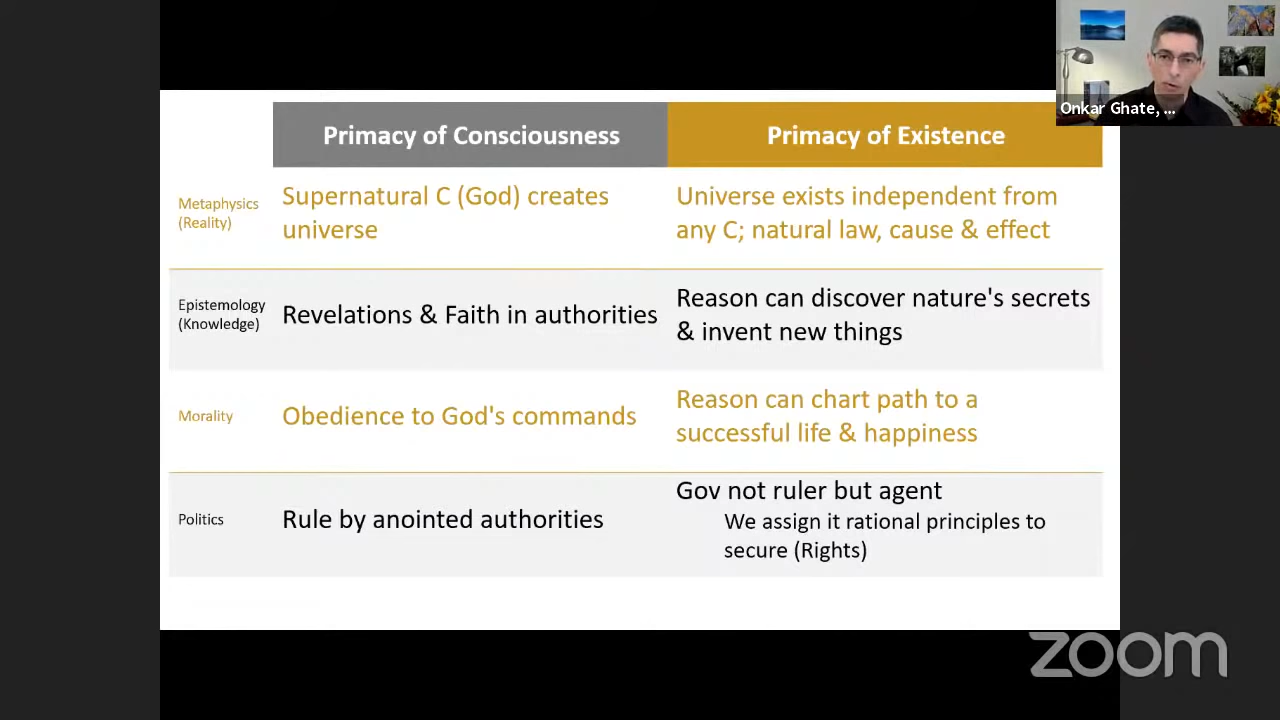 Onkar Ghate, ...
Primacy of Consciousness
Primacy of Existence
Metaphysics
(Reality)
Supernatural C (God) creates
universe
Universe exists independent from
any C; natural law, cause & effect
Epistemology
(Knowledge)
Revelations & Faith in authorities
Reason can discover nature's secrets
& invent new things
Morality
Obedience to God's commands
Reason can chart path to a
successful life & happiness
Politics
Rule by anointed authorities
Gov not ruler but agent
We assign it rational principles to
secure (Rights)
zoom